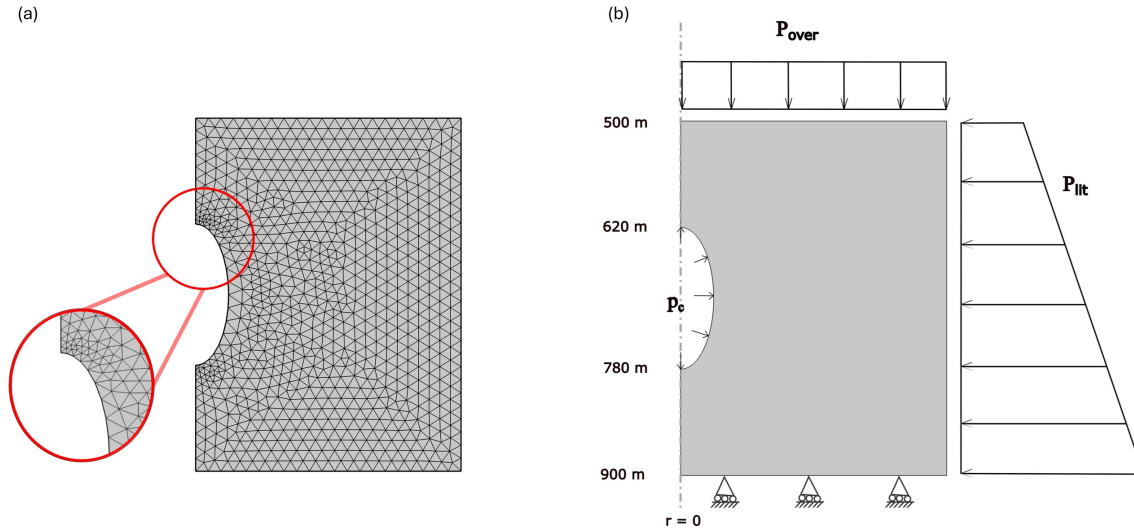 (a)
(b)
P_over
500 m
P_lit
620 m
p_c
780 m
900 m
r = 0